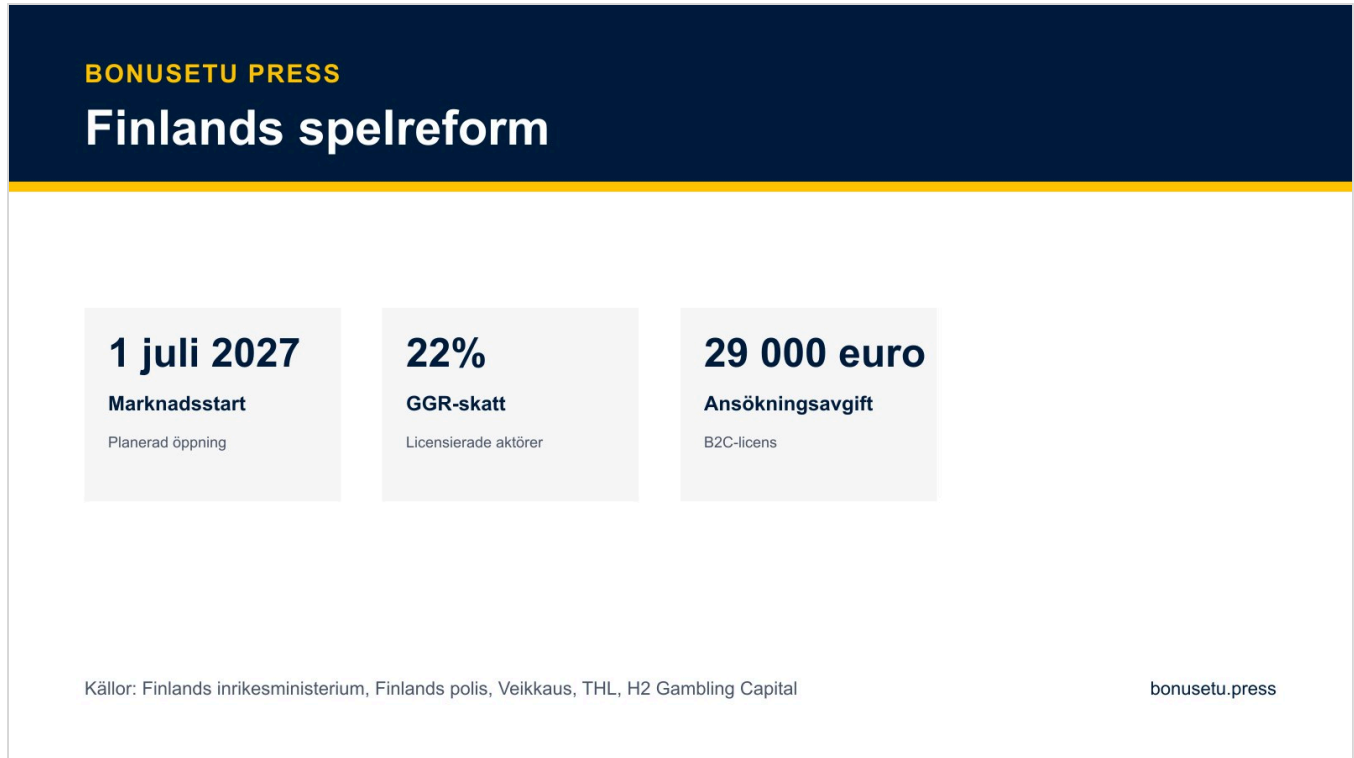 BONUSETU PRESS
Finlands spelreform
1 juli 2027
Marknadsstart
Planerad öppning
22%
GGR-skatt
Licensierade aktörer
29 000 euro
Ansökningsavgift
B2C-licens
Källor: Finlands inrikesministerium, Finlands polis, Veikkaus, THL, H2 Gambling Capital
bonusetu.press